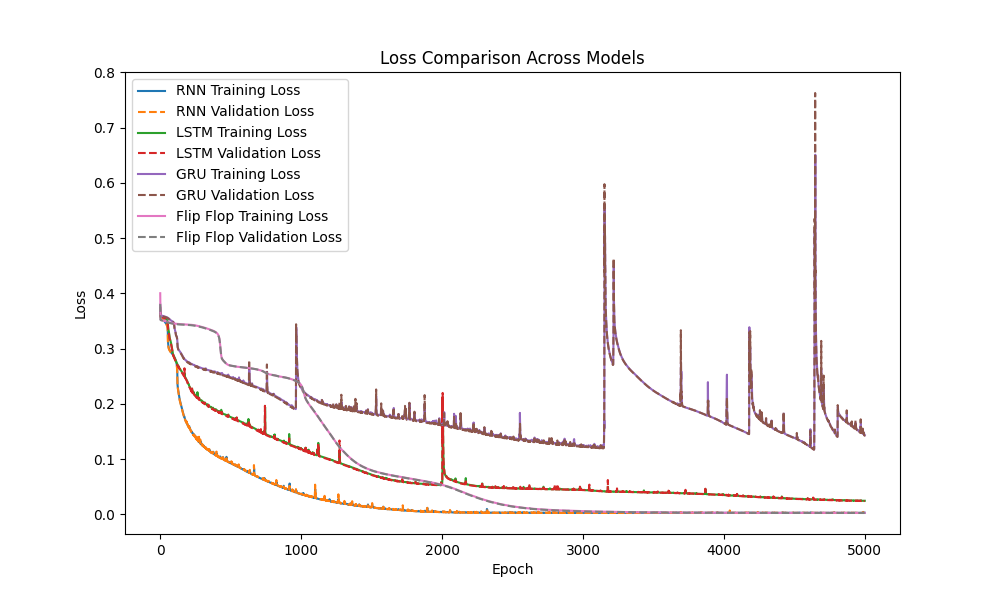 Loss Comparison Across Models
RNN Training Loss
RNN Validation Loss
LSTM Training Loss
LSTM Validation Loss
GRU Training Loss
GRU Validation Loss
Flip Flop Training Loss
Flip Flop Validation Loss
Loss
0.8
0.7
0.6
0.5
0.4
0.3
0.2
0.1
0.0
0 1000 2000 3000 4000 5000
Epoch